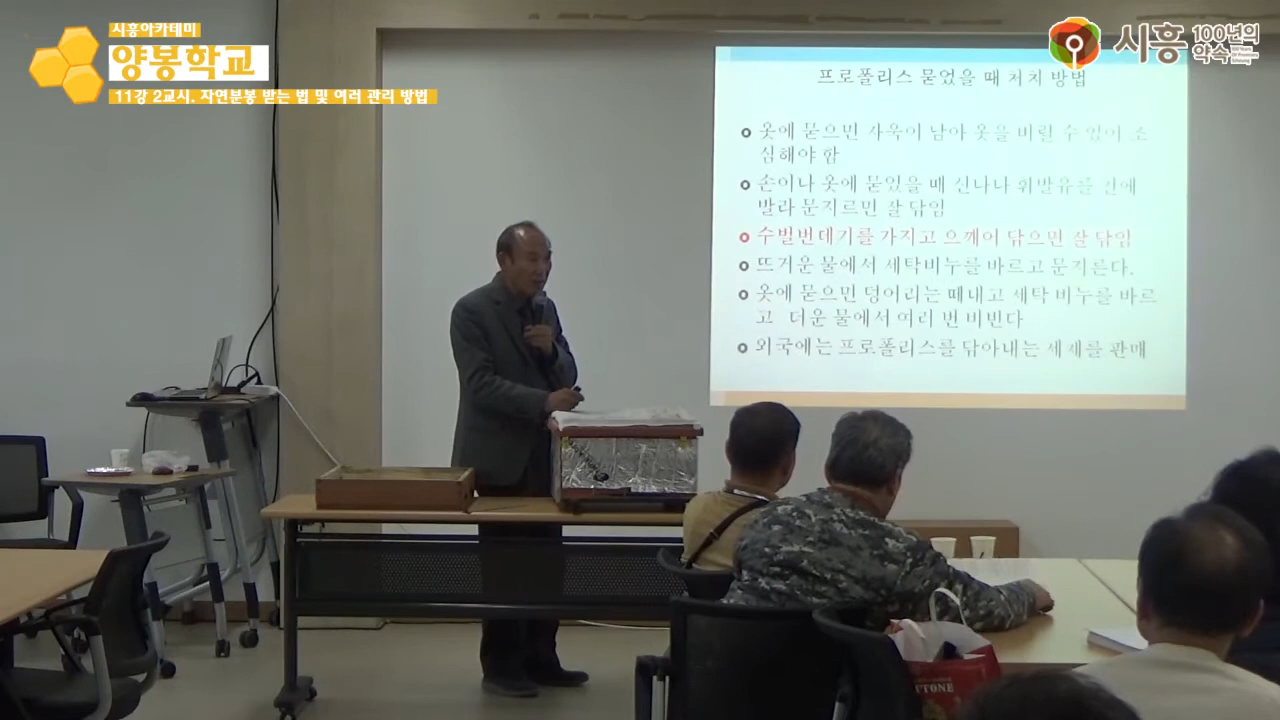 시흥아카데미
양봉학교
11강 2교시. 자연분봉 받는 법 및 여러 관리 방법
시흥 100년의
약속
프로폴리스 묻었을 때 처치 방법
옷에 묻으면 자욱이 남아 옷을 버릴 수 있어 조
심해야 함
손이나 옷에 묻었을 때 신나나 휘발유를 천에
발라 문지르면 잘 닦임
수벌번데기를 가지고 으깨어 닦으면 잘 닦임
뜨거운 물에서 세탁비누를 바르고 문지른다.
옷에 묻으면 덩어리는 떼내고 세탁 비누를 바르
고 더운 물에서 여러 번 비빈다
외국에는 프로폴리스를 닦아내는 세제를 판매
TTONE